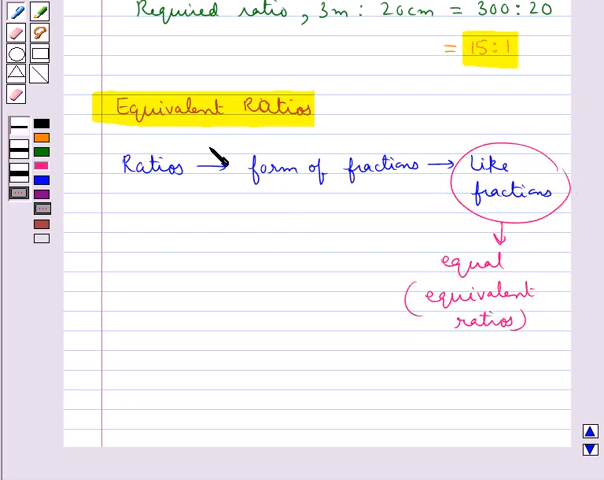 Required ratio, 3m : 20cm = 300 : 20
= 15 : 1
Equivalent Ratios
Ratios → form of fractions → Like
fractions
equal
(equivalent
ratios)